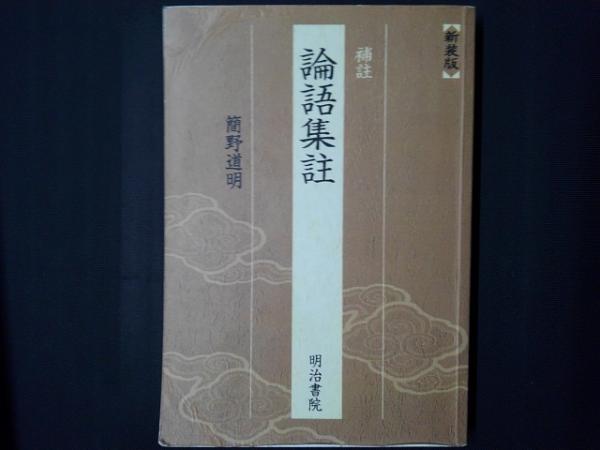 新装版
補註
論語集註
簡野道明
明治書院